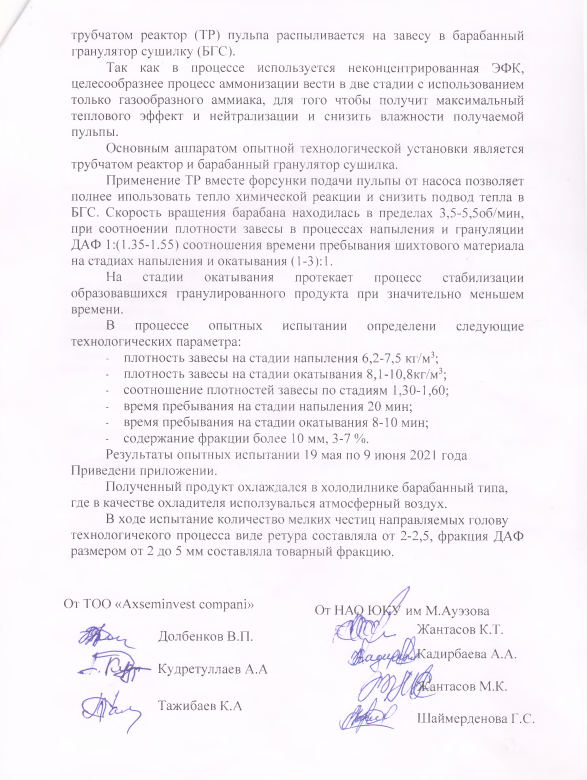 трубчатом реактор (ТР) пульпа распыливается на завесу в барабанный
гранулятор сушилку (БГС).
Так как в процессе используется неконцентрированная ЭФК,
целесообразнее процесс аммонизации вести в две стадии с использованием
только газообразного аммиака, для того чтобы получит максимальный
теплового эффект и нейтрализации и снизить влажности получаемой
пульпы.
Основным аппаратом опытной технологической установки является
трубчатом реактор и барабанный гранулятор сушилка.
Применение ТР вместе форсунки подачи пульпы от насоса позволяет
полнее ипользовать тепло химической реакции и снизить подвод тепла в
БГС. Скорость вращения барабана находилась в пределах 3,5-5,5об/мин,
при соотноении плотности завесы в процессах напыления и грануляции
ДАФ 1:(1.35-1.55) соотношения времени пребывания шихтового материала
на стадиях напыления и окатывания (1-3):1.
На стадии окатывания протекает процесс стабилизации
образовавшихся гранулированного продукта при значительно меньшем
времени.
В процессе опытных испытании определени следующие
технологических параметра:
- плотность завесы на стадии напыления 6,2-7,5 кг/м³;
- плотность завесы на стадии окатывания 8,1-10,8кг/м³;
- соотношение плотностей завесы по стадиям 1,30-1,60;
- время пребывания на стадии напыления 20 мин;
- время пребывания на стадии окатывания 8-10 мин;
- содержание фракции более 10 мм, 3-7 %.
Результаты опытных испытании 19 мая по 9 июня 2021 года
Приведени приложении.
Полученный продукт охлаждался в холодилнике барабанный типа,
где в качестве охладителя исползувалься атмосферный воздух.
В ходе испытание количество мелких честиц направляемых голову
технологичекого процесса виде ретура составляла от 2-2,5, фракция ДАФ
размером от 2 до 5 мм составляла товарный фракцию.
От ТОО «Axseminvest compani»
От НАО ЮКУ им М.Ауэзова
Долбенков В.П.
Жантасов К.Т.
Кудретуллаев А.А
Кадирбаева А.А.
Тажибаев К.А
Жантасов М.К.
Шаймерденова Г.С.